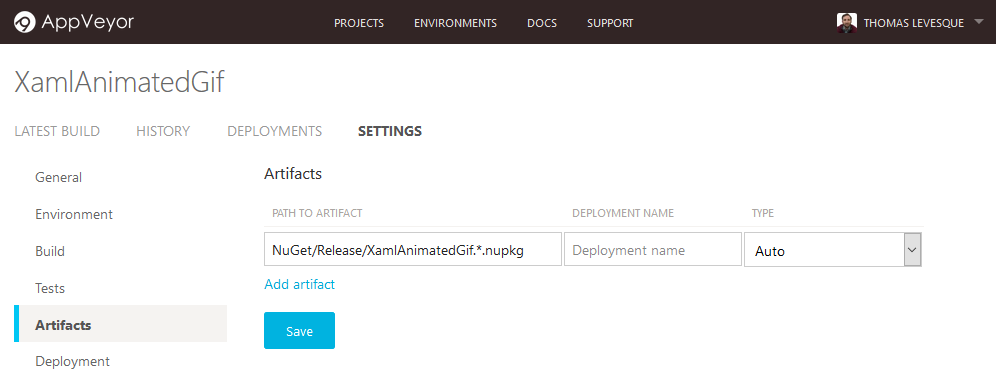 AppVeyor PROJECTS ENVIRONMENTS DOCS SUPPORT THOMAS LEVESQUE
XamlAnimatedGif
LATEST BUILD HISTORY DEPLOYMENTS SETTINGS
General
Environment
Build
Tests
Artifacts
Deployment
Artifacts
PATH TO ARTIFACT DEPLOYMENT NAME TYPE
NuGet/Release/XamlAnimatedGif.*.nupkg Deployment name Auto
Add artifact
Save